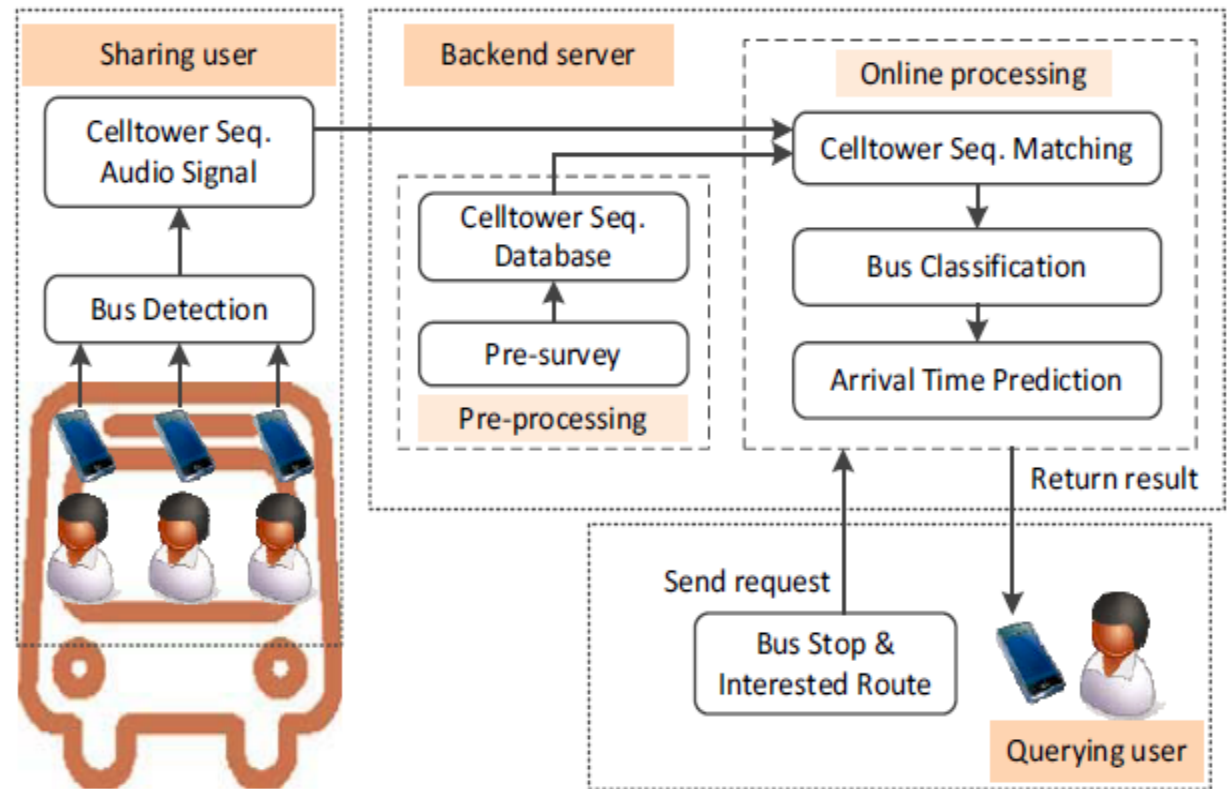 Sharing user
Celltower Seq.
Audio Signal
Bus Detection
Backend server
Celltower Seq.
Database
Pre-survey
Pre-processing
Online processing
Celltower Seq. Matching
Bus Classification
Arrival Time Prediction
Return result
Send request
Bus Stop &
Interested Route
Querying user